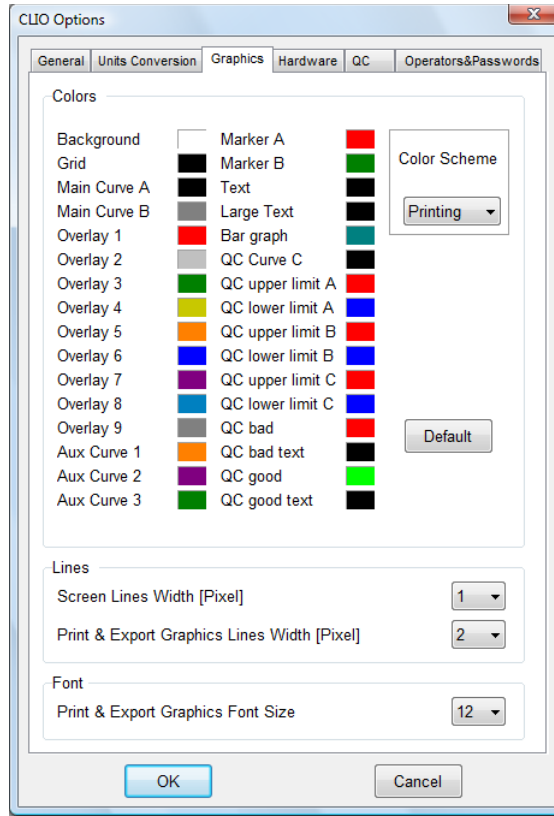 CLIO Options
General Units Conversion Graphics Hardware QC Operators&Passwords
Colors
Background Marker A
Grid Marker B Color Scheme
Main Curve A Text
Main Curve B Large Text Printing
Overlay 1 Bar graph
Overlay 2 QC Curve C
Overlay 3 QC upper limit A
Overlay 4 QC lower limit A
Overlay 5 QC upper limit B
Overlay 6 QC lower limit B
Overlay 7 QC upper limit C
Overlay 8 QC lower limit C
Overlay 9 QC bad Default
Aux Curve 1 QC bad text
Aux Curve 2 QC good
Aux Curve 3 QC good text
Lines
Screen Lines Width [Pixel] 1
Print & Export Graphics Lines Width [Pixel] 2
Font
Print & Export Graphics Font Size 12
OK Cancel